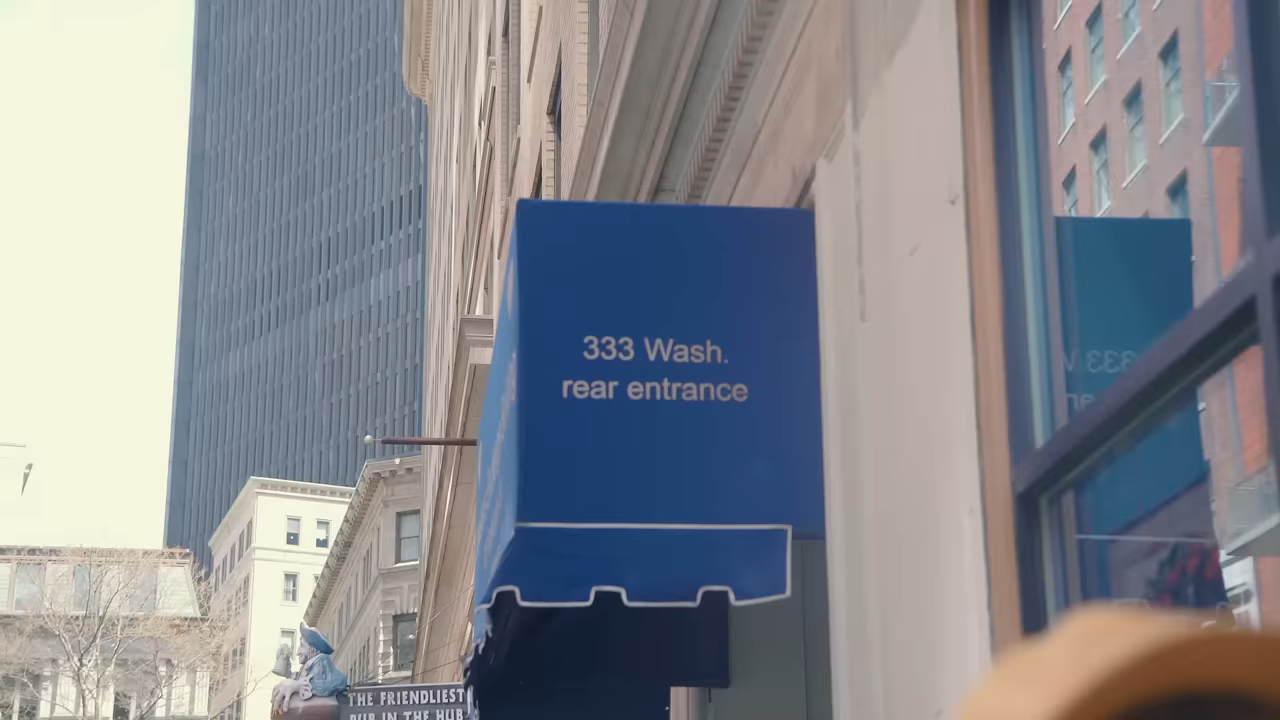 333 Wash.
rear entrance
THE FRIENDLIEST
PUB IN THE HUB